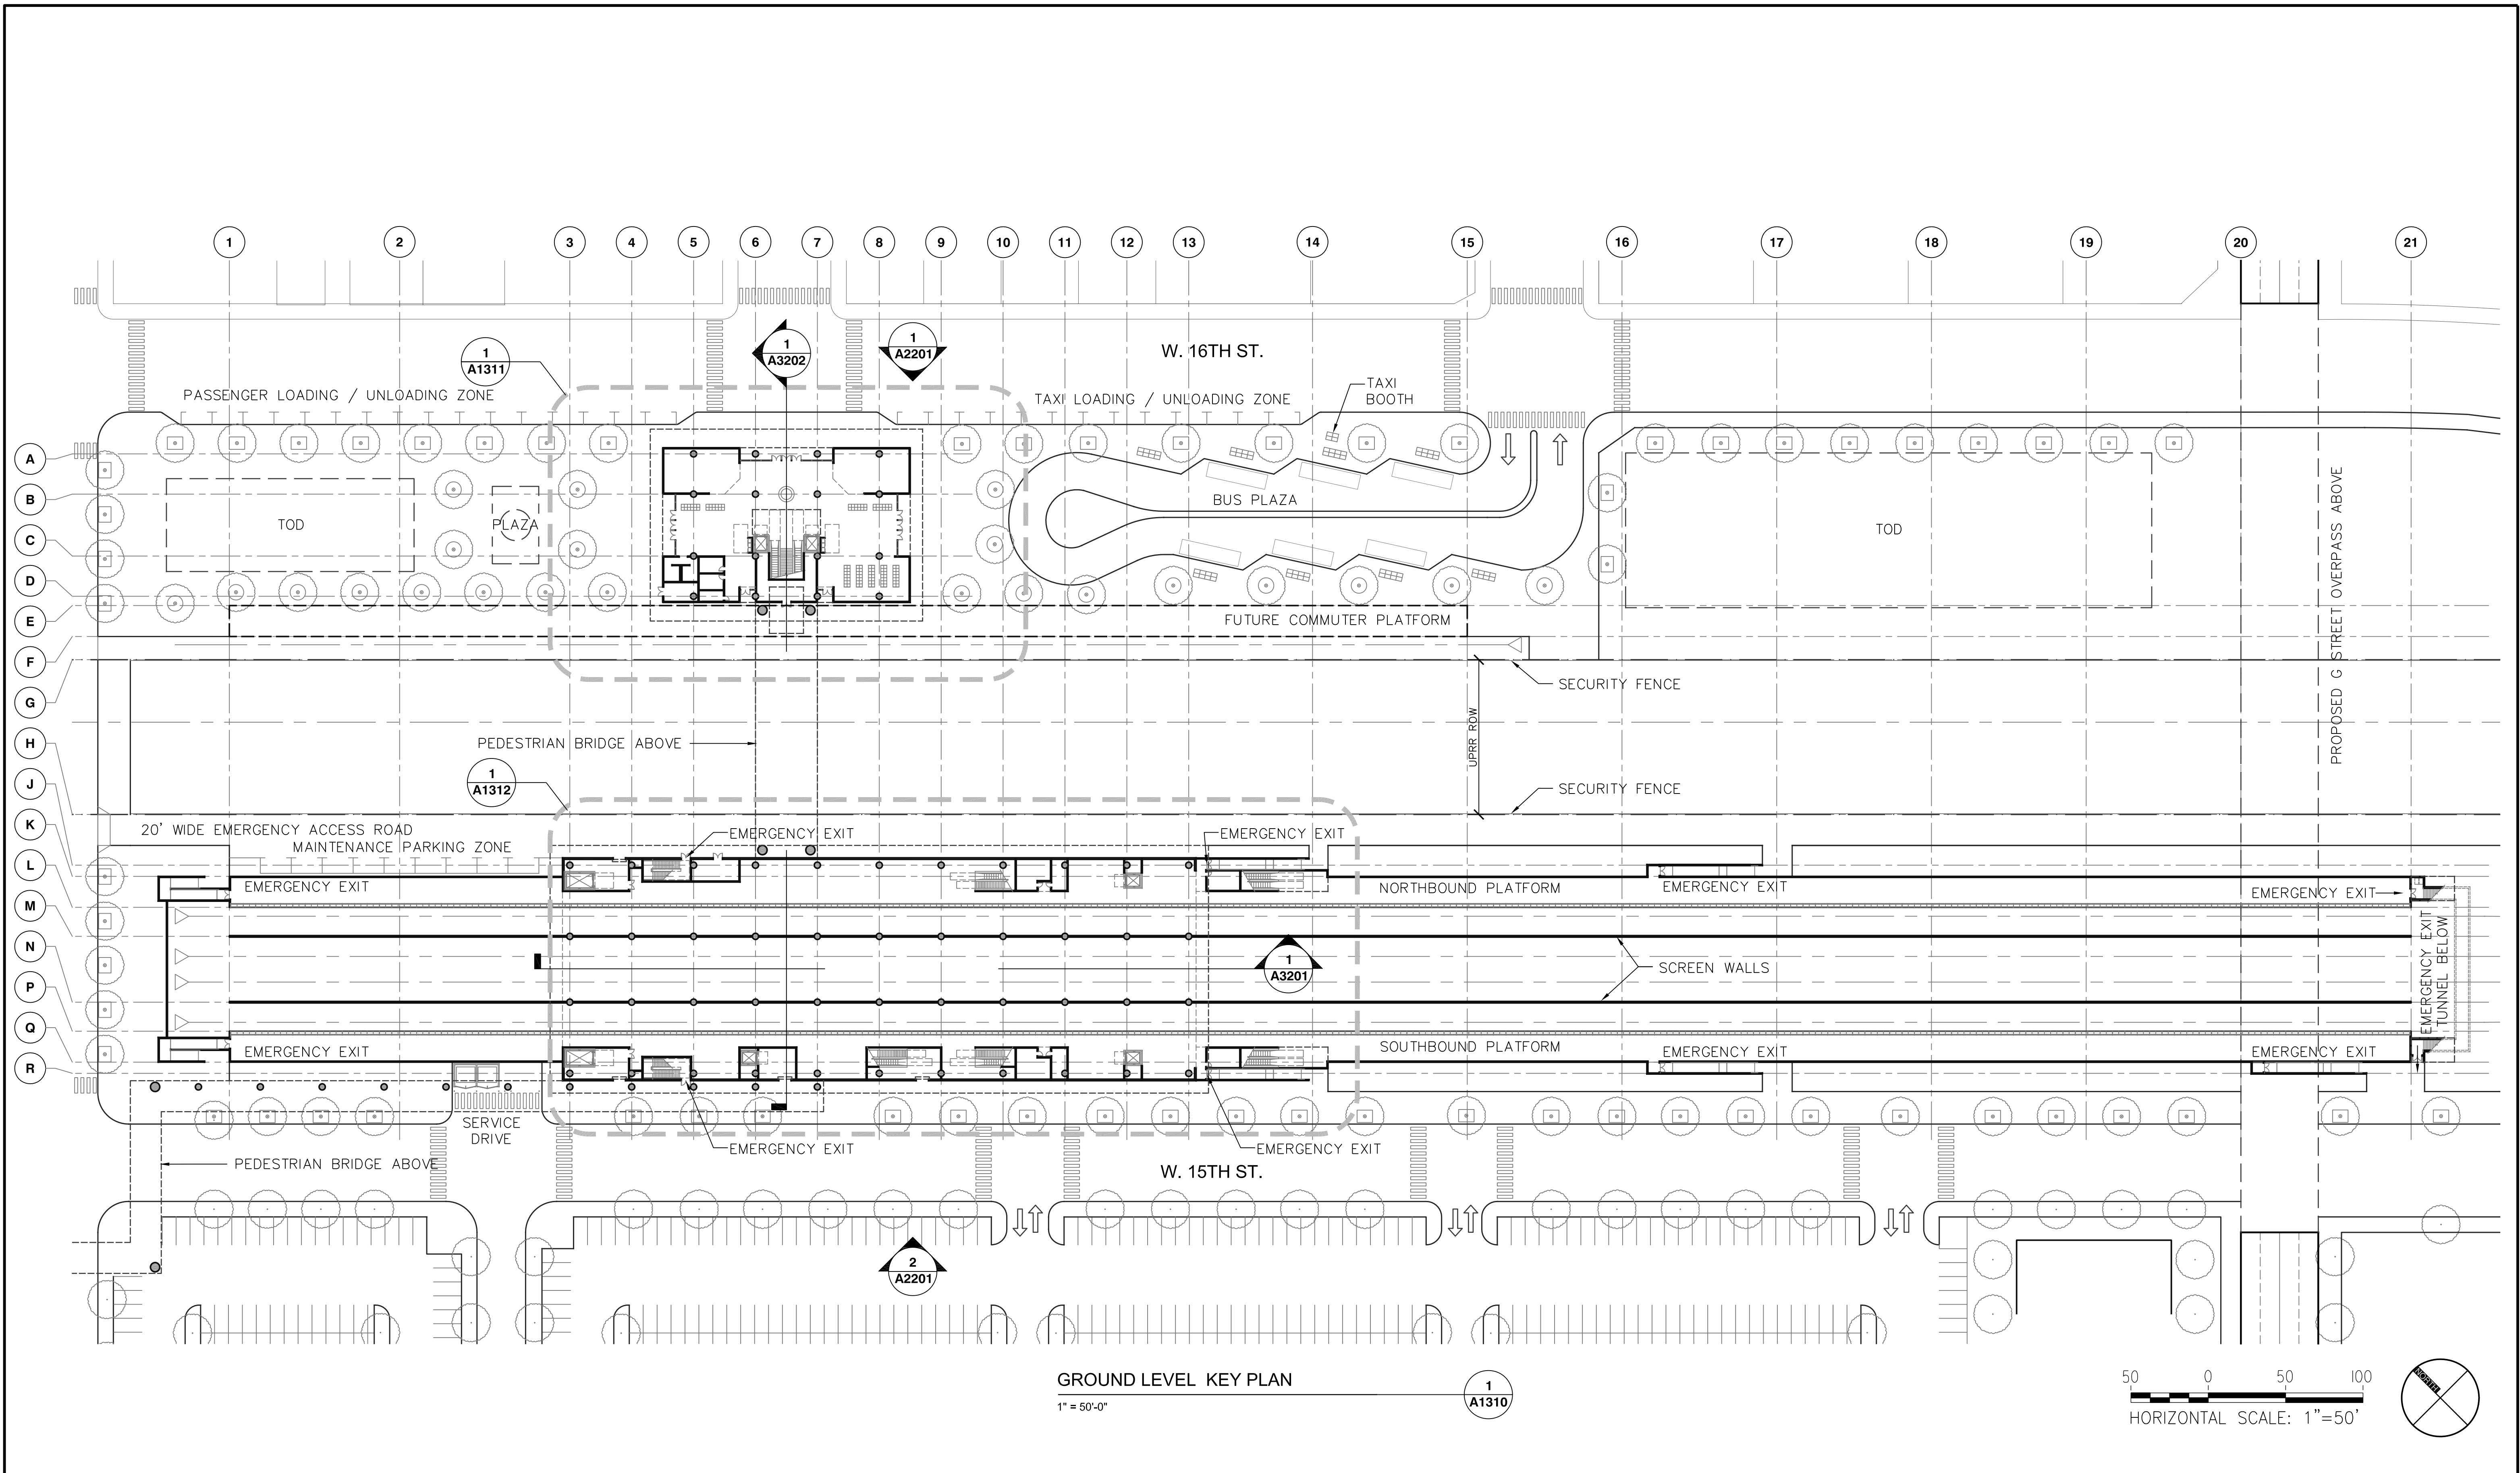 1 2 3 4 5 6 7 8 9 10 11 12 13 14 15 16 17 18 19 20 21
1
A3202
1
A2201
1
A1311
W. 16TH ST.
PASSENGER LOADING / UNLOADING ZONE
TAXI LOADING / UNLOADING ZONE
TAXI
BOOTH
A
B
C
D
E
F
G
H
J
K
L
M
N
P
Q
R
TOD
PLAZA
BUS PLAZA
TOD
PROPOSED G STREET OVERPASS ABOVE
FUTURE COMMUTER PLATFORM
SECURITY FENCE
UPRR ROW
PEDESTRIAN BRIDGE ABOVE
1
A1312
SECURITY FENCE
20' WIDE EMERGENCY ACCESS ROAD
MAINTENANCE PARKING ZONE
EMERGENCY EXIT
EMERGENCY EXIT
EMERGENCY EXIT
NORTHBOUND PLATFORM
EMERGENCY EXIT
EMERGENCY EXIT
1
A3201
SCREEN WALLS
EMERGENCY EXIT
TUNNEL BELOW
EMERGENCY EXIT
SOUTHBOUND PLATFORM
EMERGENCY EXIT
EMERGENCY EXIT
SERVICE
DRIVE
EMERGENCY EXIT
EMERGENCY EXIT
PEDESTRIAN BRIDGE ABOVE
W. 15TH ST.
2
A2201
GROUND LEVEL KEY PLAN
1" = 50'-0"
1
A1310
50 0 50 100
HORIZONTAL SCALE: 1"=50'
NORTH